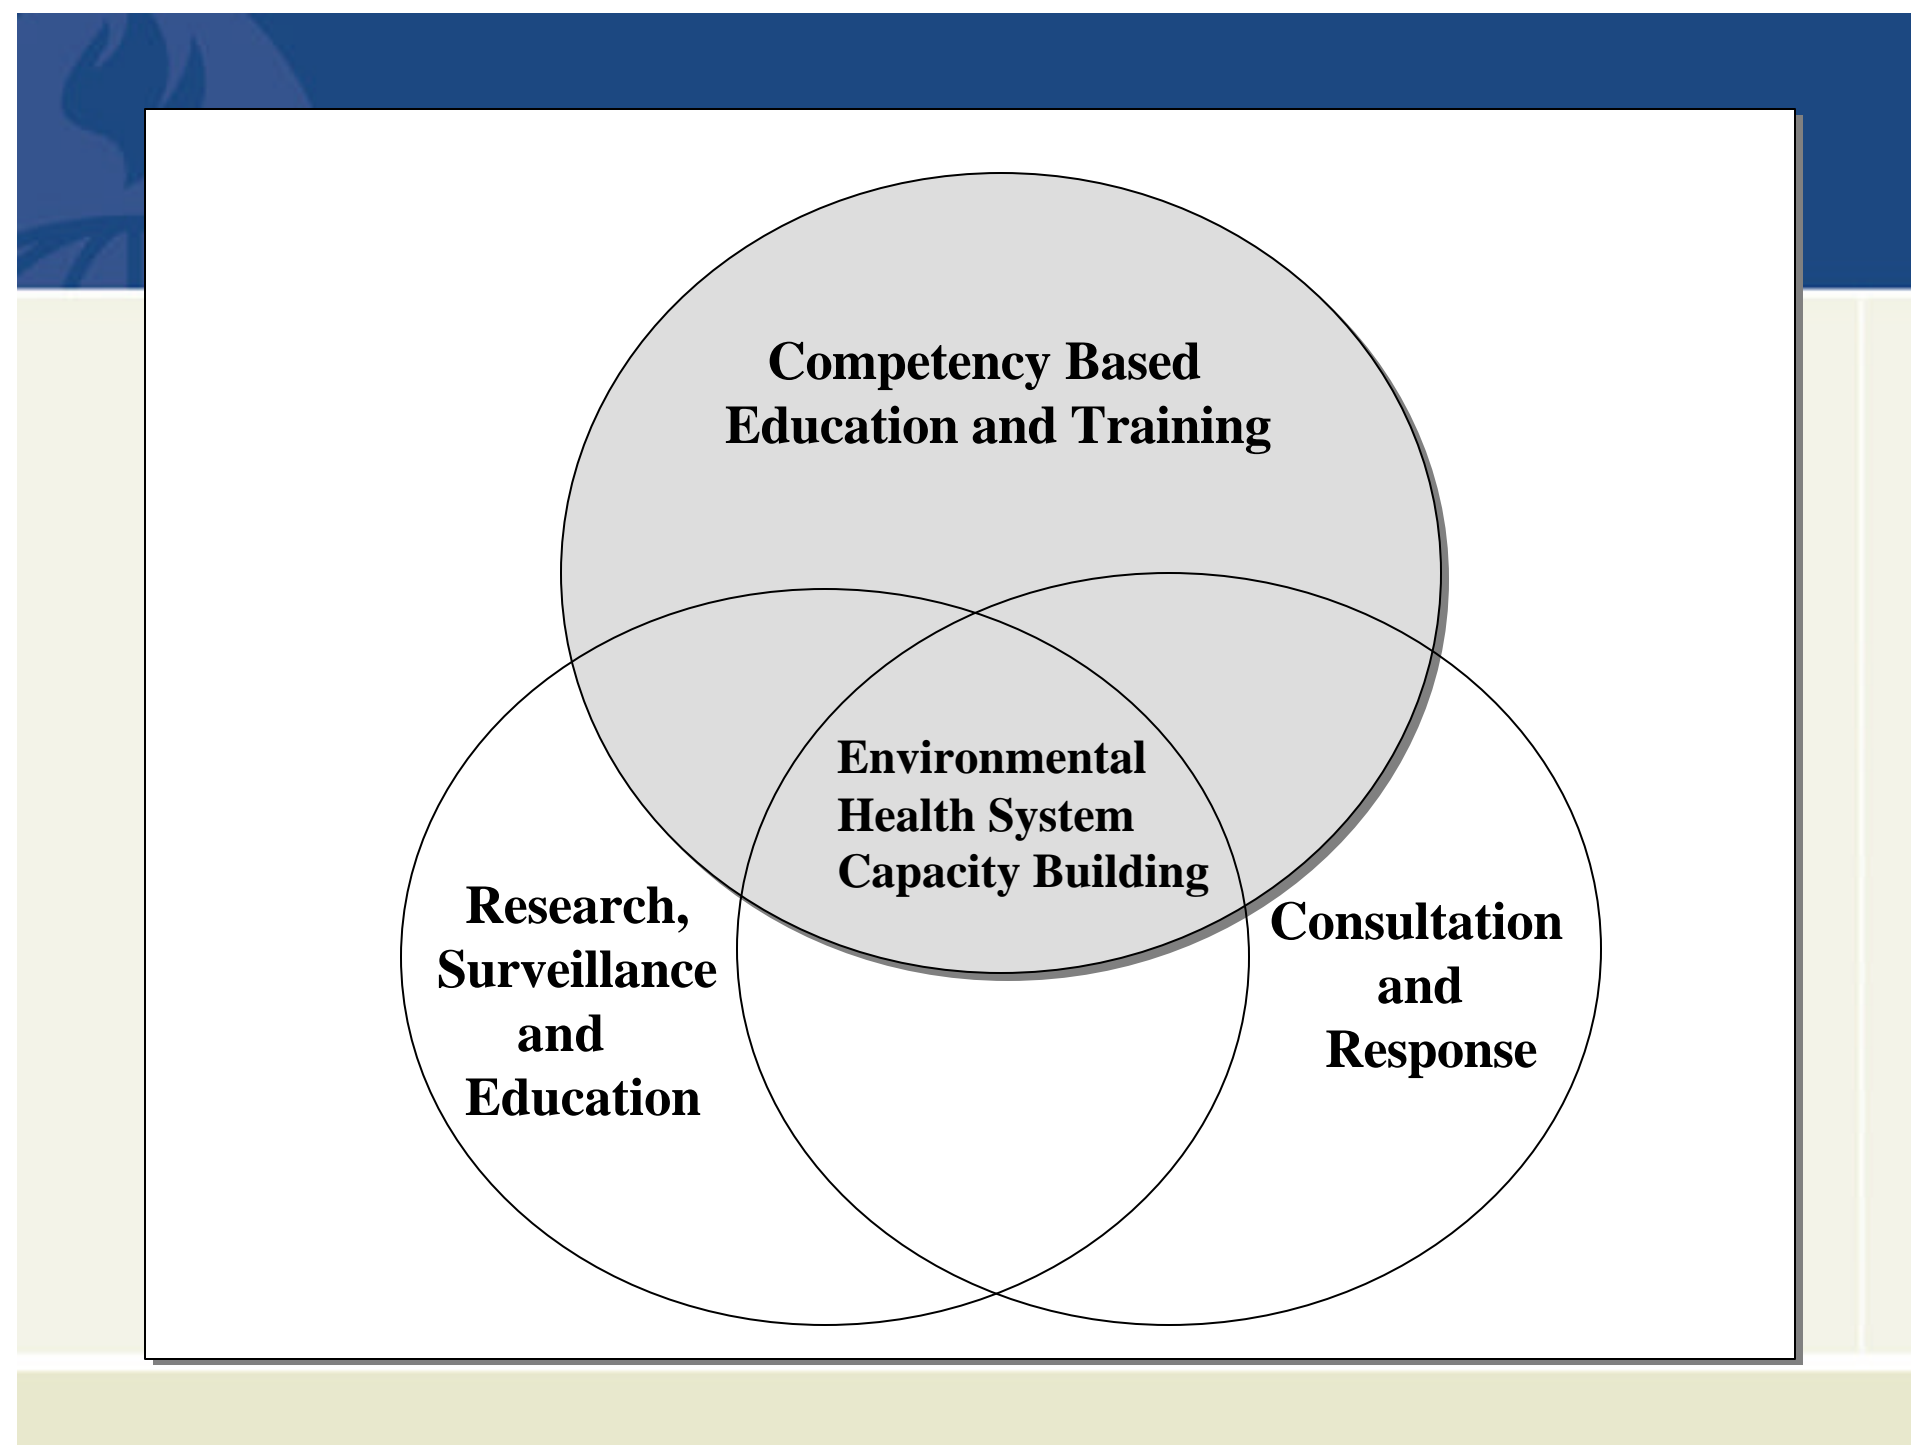 Competency Based
Education and Training
Environmental
Health System
Capacity Building
Research,
Surveillance
and
Education
Consultation
and
Response